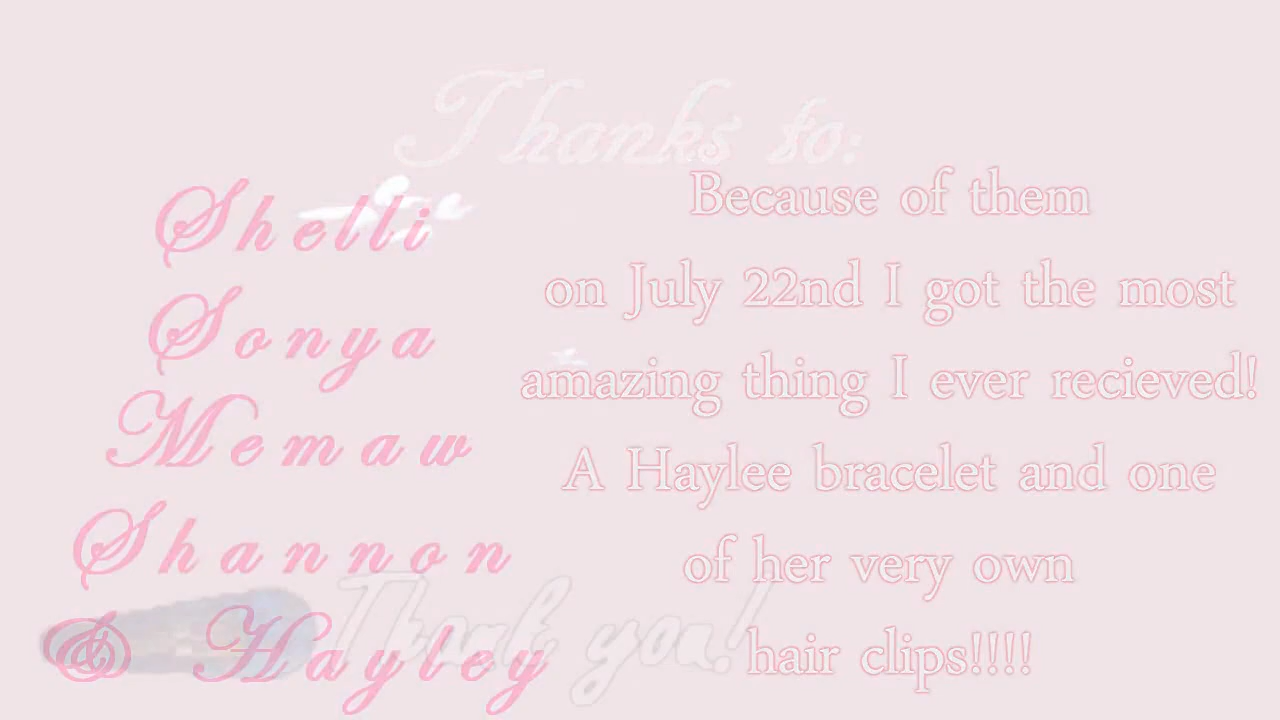 Thanks to:
Shelli
Sonya
Memaw
Shannon
& Hayley
Because of them
on July 22nd I got the most
amazing thing I ever recieved!
A Haylee bracelet and one
of her very own
hair clips!!!!
Thank you!